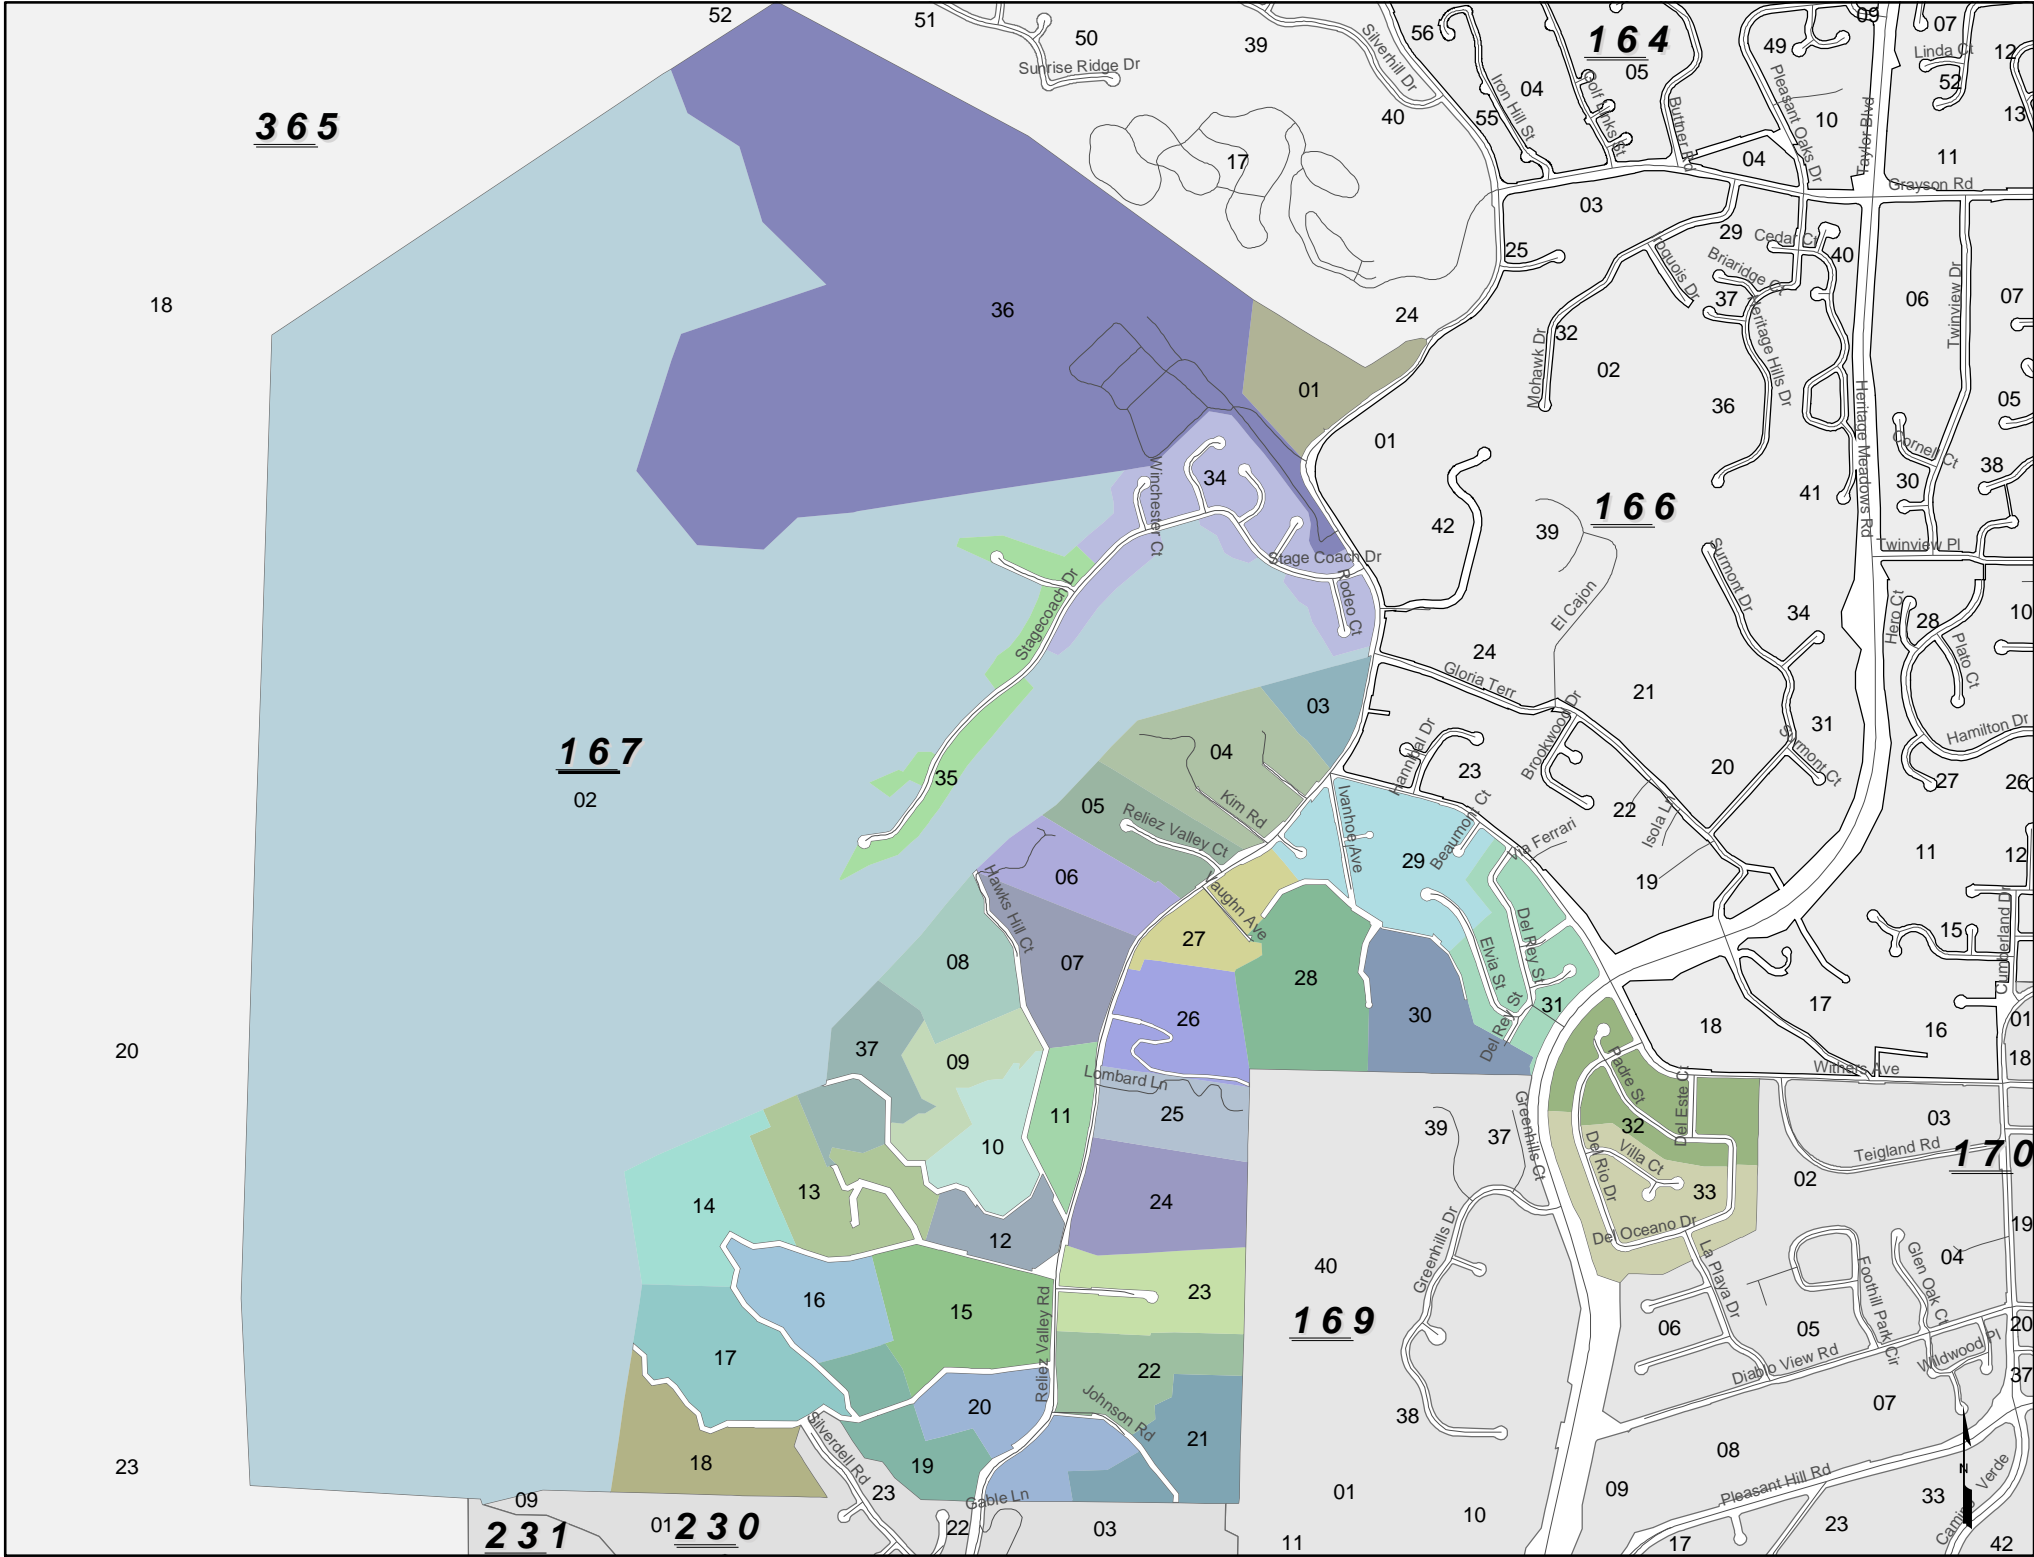 52
51
50
39
Sunrise Ridge Dr
Silverhill Dr
56
164
05
49
09
07
Linda Ct
12
52
365
40
55
Iron Hill St
04
Golf Links St
Buttner Rd
Pleasant Oaks Dr
10
Taylor Blvd
13
17
04
11
Grayson Rd
03
18
36
24
25
29
Cedar Ct
40
Iroquois Dr
Briaridge Ct
37
Heritage Hills Dr
06
Twinview Dr
07
32
Mohawk Dr
02
01
01
36
Heritage Meadows Rd
05
Cornell Ct
38
30
34
Winchester Ct
42
39
166
41
Stage Coach Dr
Twinview Pl
Rodeo Ct
Stagecoach Dr
El Cajon
Surmont Dr
34
Hero Ct
28
10
Plato Ct
24
Gloria Terr
21
03
167
02
35
04
Hannibal Dr
Brookwood Dr
31
Surmont Ct
Hamilton Dr
23
20
27
26
05
Kim Rd
Reliez Valley Ct
Ivanhoe Ave
Beaumont Ct
22
Isola Ln
Via Ferrari
29
11
12
06
Hawks Hill Ct
Vaughn Ave
19
Cumberland Dr
08
07
27
28
Elvia St
Del Rey St
15
20
37
09
26
30
Del Rey St
31
18
17
16
01
18
Lombard Ln
Withers Ave
25
11
10
39
37
Greenhills Ct
Padre St
Del Este Ct
32
03
Teigland Rd
170
14
13
12
24
Villa Ct
Del Rio Dr
33
02
Del Oceano Dr
19
16
15
23
40
Greenhills Dr
La Playa Dr
Foothill Park Cir
Glen Oak Ct
04
169
06
05
20
17
Reliez Valley Rd
22
Diablo View Rd
Wildwood Pl
37
20
Johnson Rd
38
07
23
18
Silverdell Rd
19
21
08
N
09
23
Gable Ln
01
09
Pleasant Hill Rd
33
Camino Verde
231
01
230
22
03
11
10
17
23
42